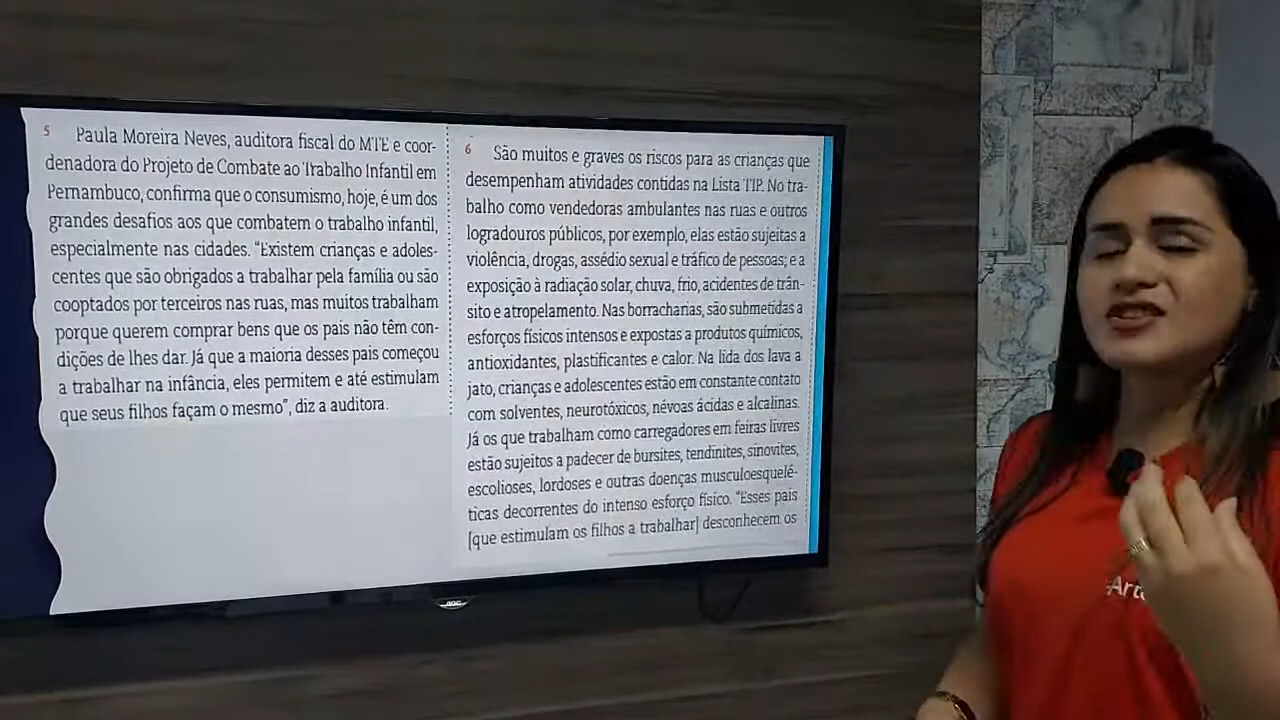 5 Paula Moreira Neves, auditora fiscal do MTE e coor-
denadora do Projeto de Combate ao Trabalho Infantil em
Pernambuco, confirma que o consumismo, hoje, é um dos
grandes desafios aos que combatem o trabalho infantil,
especialmente nas cidades. “Existem crianças e adoles-
centes que são obrigados a trabalhar pela família ou são
cooptados por terceiros nas ruas, mas muitos trabalham
porque querem comprar bens que os pais não têm con-
dições de lhes dar. Já que a maioria desses pais começou
a trabalhar na infância, eles permitem e até estimulam
que seus filhos façam o mesmo”, diz a auditora.
6 São muitos e graves os riscos para as crianças que
desempenham atividades contidas na Lista TIP. No tra-
balho como vendedoras ambulantes nas ruas e outros
logradouros públicos, por exemplo, elas estão sujeitas a
violência, drogas, assédio sexual e tráfico de pessoas; e a
exposição à radiação solar, chuva, frio, acidentes de trân-
sito e atropelamento. Nas borracharias, são submetidas a
esforços físicos intensos e expostas a produtos químicos,
antioxidantes, plastificantes e calor. Na lida dos lava a
jato, crianças e adolescentes estão em constante contato
com solventes, neurotóxicos, névoas ácidas e alcalinas.
Já os que trabalham como carregadores em feiras livres
estão sujeitos a padecer de bursites, tendinites, sinovites,
escolioses, lordoses e outras doenças musculoesquelé-
ticas decorrentes do intenso esforço físico. “Esses pais
[que estimulam os filhos a trabalhar] desconhecem os
AOC